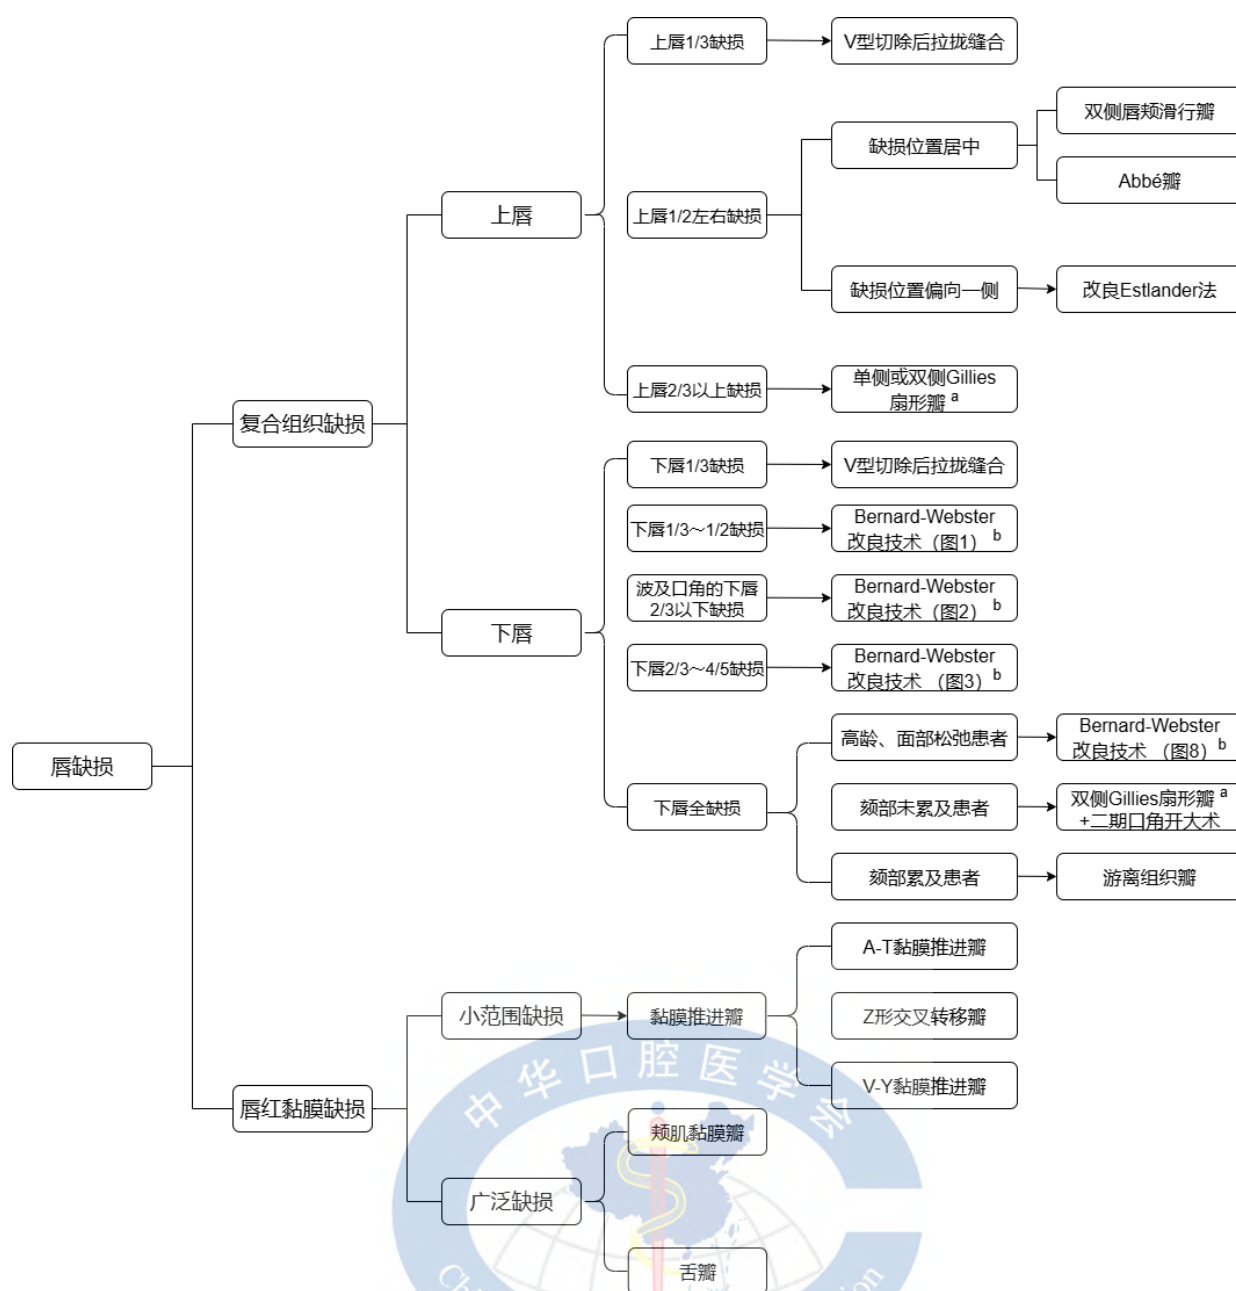 上唇1/3缺损
V型切除后拉拢缝合
双侧唇颊滑行瓣
缺损位置居中
Abbé瓣
上唇
上唇1/2左右缺损
缺损位置偏向一侧
改良Estlander法
上唇2/3以上缺损
单侧或双侧Gillies
扇形瓣 a
复合组织缺损
下唇1/3缺损
V型切除后拉拢缝合
下唇1/3～1/2缺损
Bernard-Webster
改良技术（图1） b
波及口角的下唇
2/3以下缺损
Bernard-Webster
改良技术（图2） b
下唇
下唇2/3～4/5缺损
Bernard-Webster
改良技术 （图3） b
高龄、面部松弛患者
Bernard-Webster
改良技术 （图8） b
唇缺损
下唇全缺损
颏部未累及患者
双侧Gillies扇形瓣 a
+二期口角开大术
颏部累及患者
游离组织瓣
A-T黏膜推进瓣
小范围缺损
黏膜推进瓣
Z形交叉转移瓣
V-Y黏膜推进瓣
唇红黏膜缺损
颊肌黏膜瓣
广泛缺损
舌瓣
中华口腔医学会